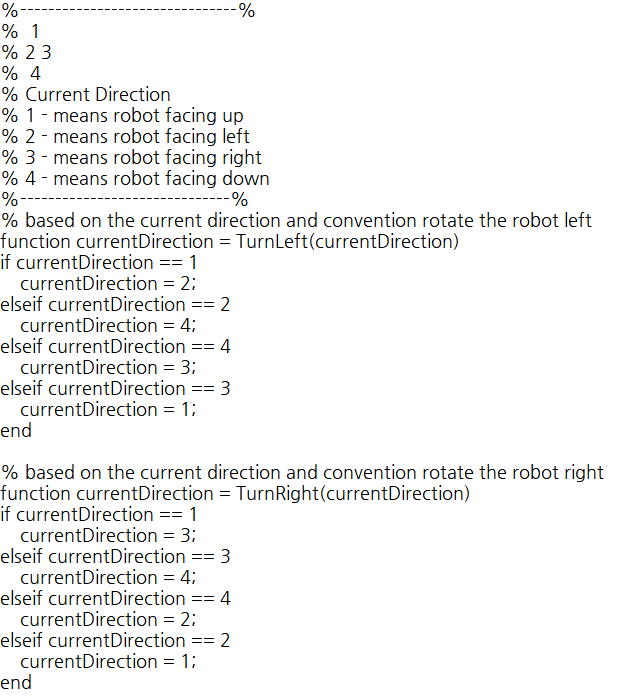 %-------------------------------%
%  1
% 2 3
%  4
% Current Direction
% 1 - means robot facing up
% 2 - means robot facing left
% 3 - means robot facing right
% 4 - means robot facing down
%------------------------------%
% based on the current direction and convention rotate the robot left
function currentDirection = TurnLeft(currentDirection)
if currentDirection == 1
    currentDirection = 2;
elseif currentDirection == 2
    currentDirection = 4;
elseif currentDirection == 4
    currentDirection = 3;
elseif currentDirection == 3
    currentDirection = 1;
end

% based on the current direction and convention rotate the robot right
function currentDirection = TurnRight(currentDirection)
if currentDirection == 1
    currentDirection = 3;
elseif currentDirection == 3
    currentDirection = 4;
elseif currentDirection == 4
    currentDirection = 2;
elseif currentDirection == 2
    currentDirection = 1;
end